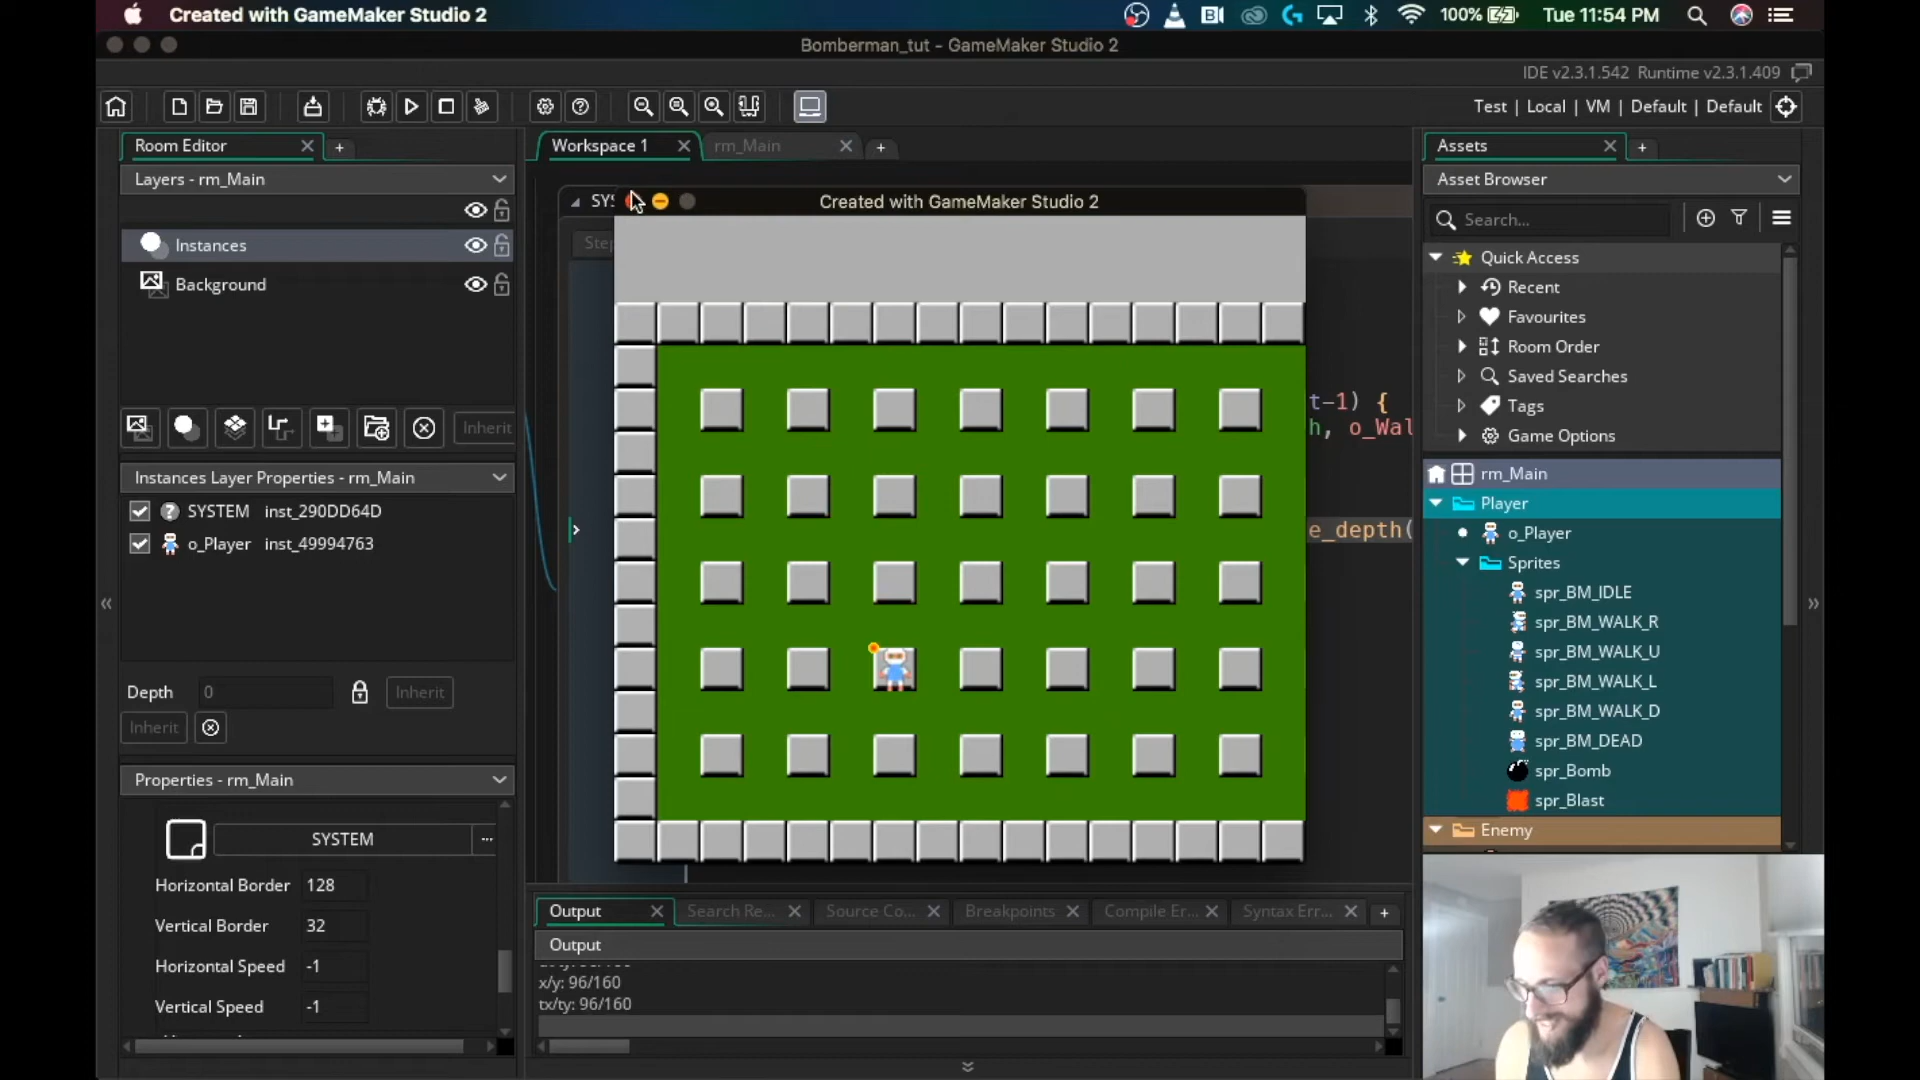 Created with GameMaker Studio 2
100%
Tue 11:54 PM
Bomberman_tut - GameMaker Studio 2
IDE v2.3.1.542 Runtime v2.3.1.409
Test | Local | VM | Default | Default
Room Editor
Workspace 1
rm_Main
Assets
Layers - rm_Main
Asset Browser
Created with GameMaker Studio 2
Search...
Instances
Background
Quick Access
Recent
Favourites
Room Order
Saved Searches
Tags
Game Options
t-1) {
h, o_Wal
e_depth(
Inherit
Instances Layer Properties - rm_Main
SYSTEM inst_290DD64D
o_Player inst_49994763
Depth 0 Inherit
Inherit
Properties - rm_Main
SYSTEM ...
Horizontal Border 128
Vertical Border 32
Horizontal Speed -1
Vertical Speed -1
rm_Main
Player
o_Player
Sprites
spr_BM_IDLE
spr_BM_WALK_R
spr_BM_WALK_U
spr_BM_WALK_L
spr_BM_WALK_D
spr_BM_DEAD
spr_Bomb
spr_Blast
Enemy
Output
Search Re...
Source Co...
Breakpoints
Compile Er...
Syntax Err...
Output
x/y: 96/160
tx/ty: 96/160